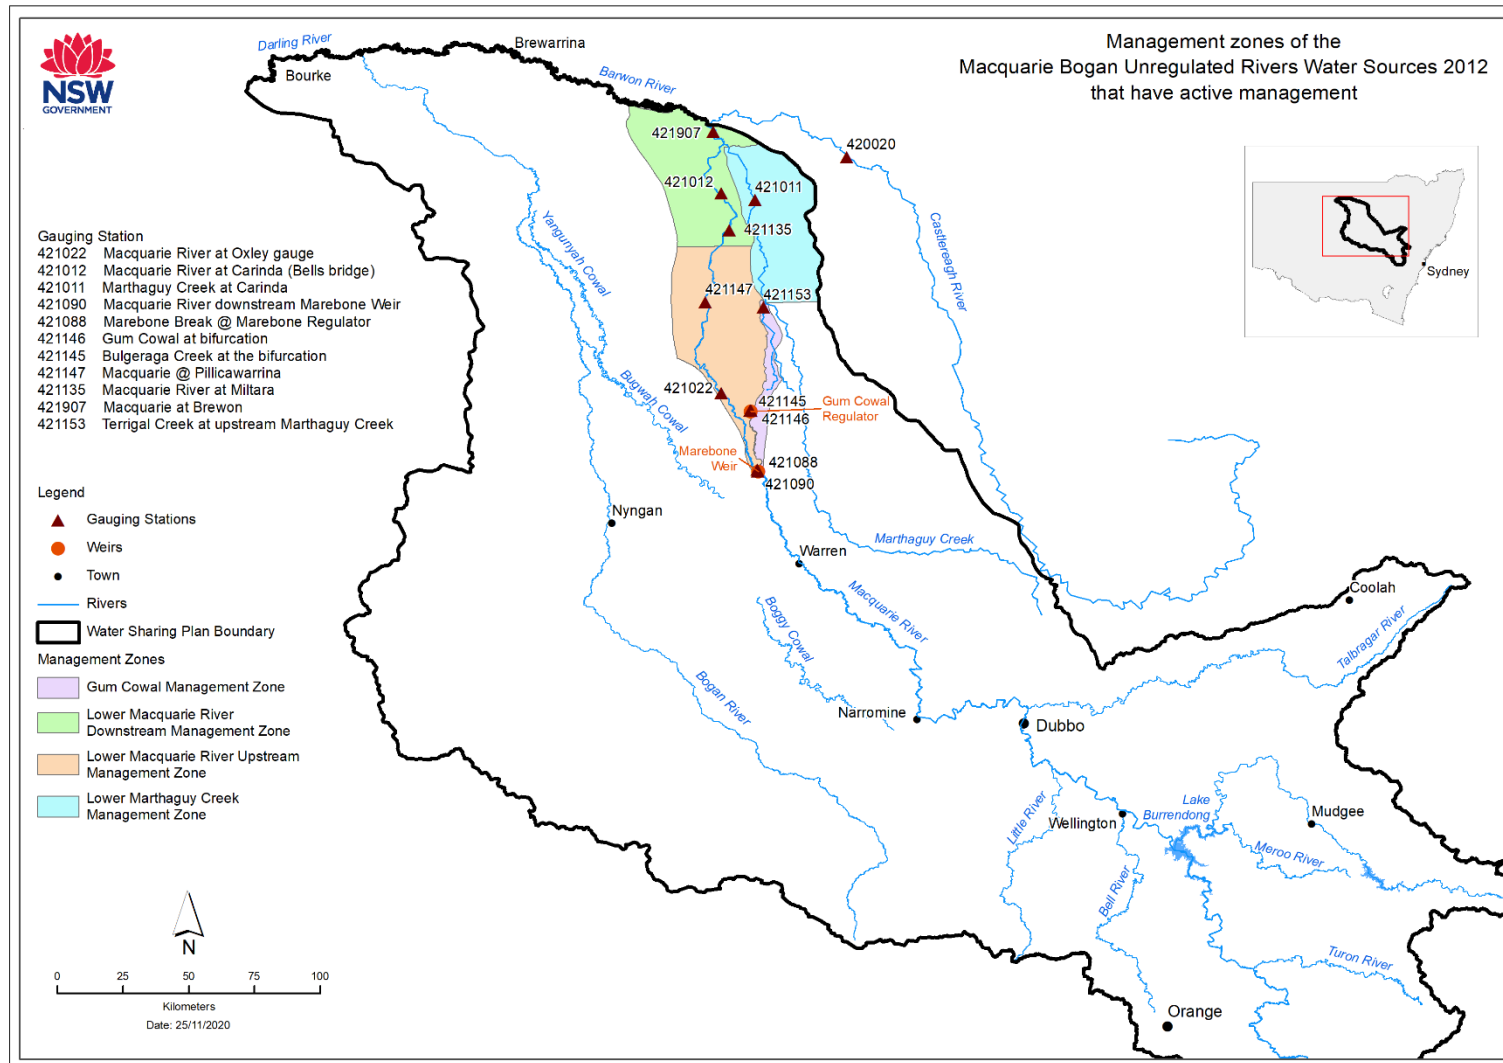 Management zones of the
Macquarie Bogan Unregulated Rivers Water Sources 2012
that have active management
NSW
GOVERNMENT
Darling River
Bourke
Brewarrina
Barwon River
421907
420020
421012
421011
421135
Castlereagh River
Yangunyah Cowal
421147
421153
Bugwah Cowal
421022
421145
421146
Gum Cowal
Regulator
Marebone
Weir
421088
421090
Sydney
Gauging Station
421022 Macquarie River at Oxley gauge
421012 Macquarie River at Carinda (Bells bridge)
421011 Marthaguy Creek at Carinda
421090 Macquarie River downstream Marebone Weir
421088 Marebone Break @ Marebone Regulator
421146 Gum Cowal at bifurcation
421145 Bulgeraga Creek at the bifurcation
421147 Macquarie @ Pillicawarrina
421135 Macquarie River at Miltara
421907 Macquarie at Brewon
421153 Terrigal Creek at upstream Marthaguy Creek
Legend
Gauging Stations
Weirs
Town
Rivers
Water Sharing Plan Boundary
Management Zones
Gum Cowal Management Zone
Lower Macquarie River
Downstream Management Zone
Lower Macquarie River Upstream
Management Zone
Lower Marthaguy Creek
Management Zone
Nyngan
Warren
Marthaguy Creek
Macquarie River
Boggy Cowal
Bogan River
Narromine
Dubbo
Coolah
Talbragar River
Little River
Wellington
Lake
Burrendong
Mudgee
Meroo River
Bell River
Turon River
Orange
N
0 25 50 75 100
Kilometers
Date: 25/11/2020